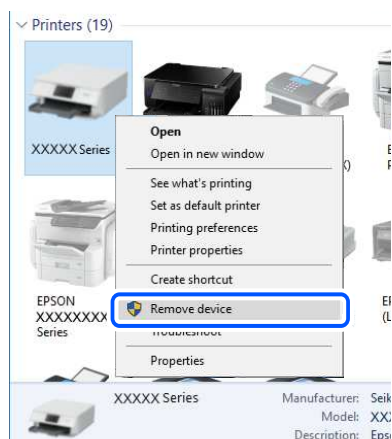 Printers (19)
XXXXX Series
Open
Open in new window
See what's printing
Set as default printer
Printing preferences
Printer properties
Create shortcut
Remove device
Troubleshoot
Properties
EPSON
XXXXXXXX
Series
XXXXX Series
Manufacturer:
Model:
Description: